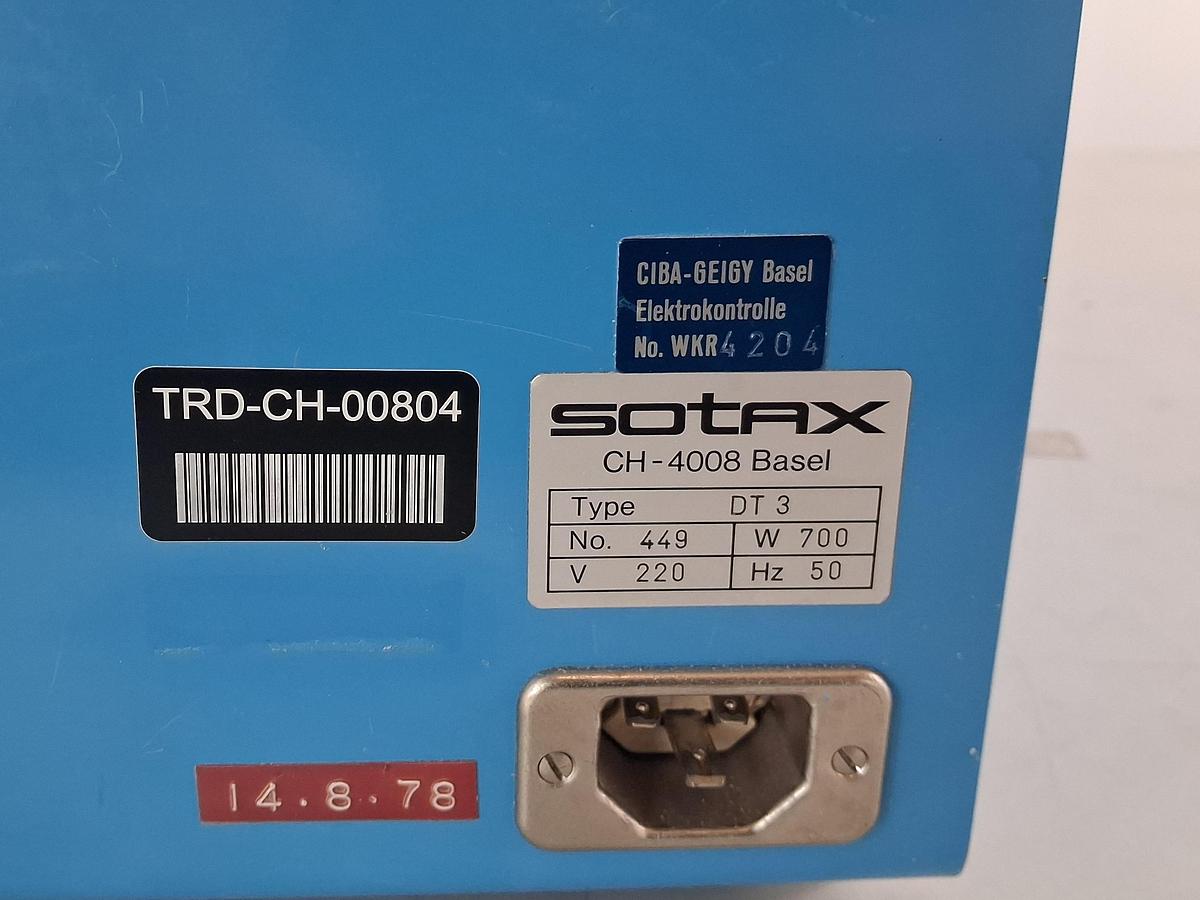 CIBA-GEIGY Basel
Elektrokontrolle
No. WKR 4204
TRD-CH-00804
sotax
CH-4008 Basel
Type DT 3
No. 449 W 700
V 220 Hz 50
14.8.78